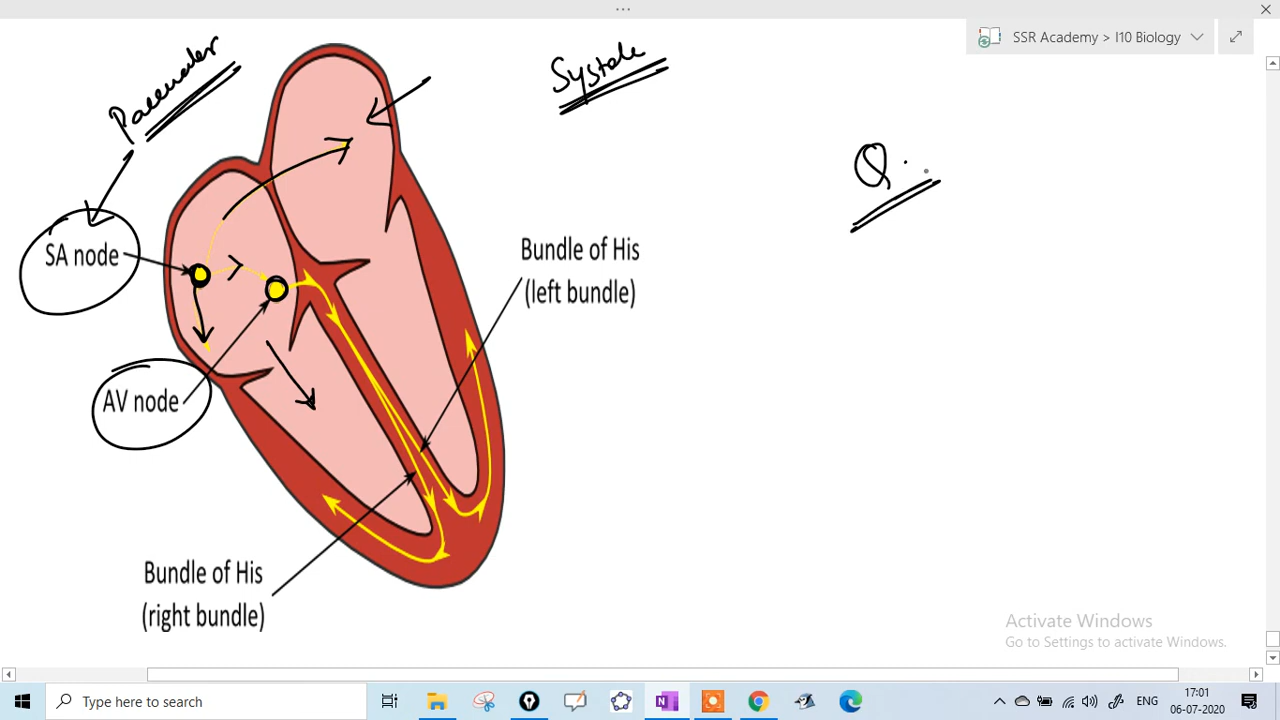 SSR Academy > I10 Biology
Pacemaker
Systole
Q.
SA node
Bundle of His
(left bundle)
AV node
Bundle of His
(right bundle)
Activate Windows
Go to Settings to activate Windows.
Type here to search
ENG
17:01
06-07-2020